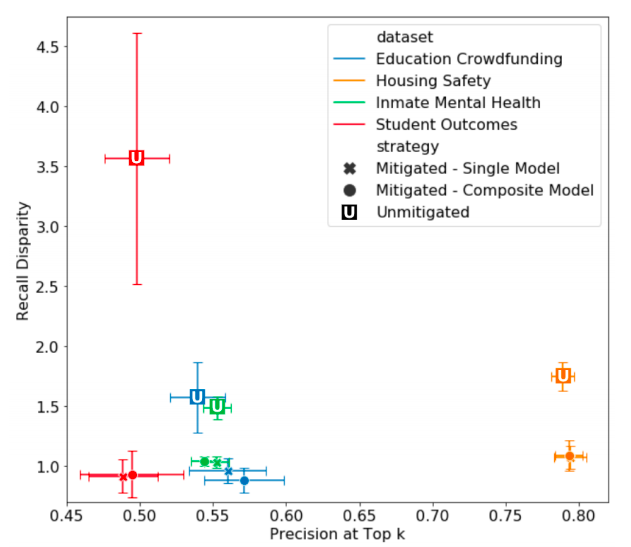 dataset
Education Crowdfunding
Housing Safety
Inmate Mental Health
Student Outcomes
strategy
Mitigated - Single Model
Mitigated - Composite Model
U Unmitigated
U
U
U
U
Recall Disparity
4.5
4.0
3.5
3.0
2.5
2.0
1.5
1.0
0.45 0.50 0.55 0.60 0.65 0.70 0.75 0.80
Precision at Top k